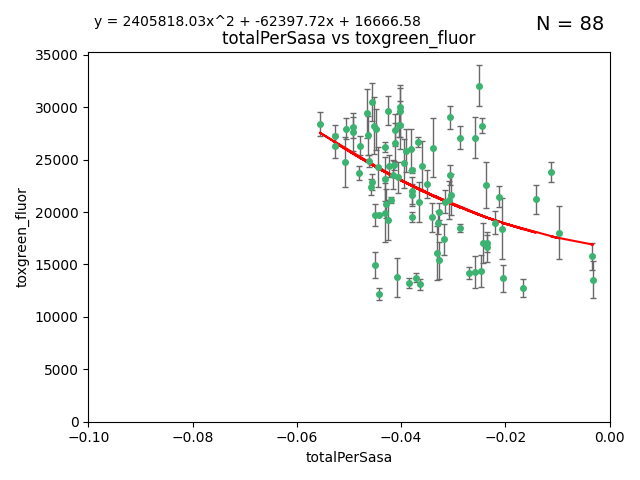 y = 2405818.03x^2 + -62397.72x + 16666.58
N = 88
totalPerSasa vs toxgreen_fluor
35000
30000
25000
20000
15000
10000
5000
0
toxgreen_fluor
−0.10
−0.08
−0.06
−0.04
−0.02
0.00
totalPerSasa